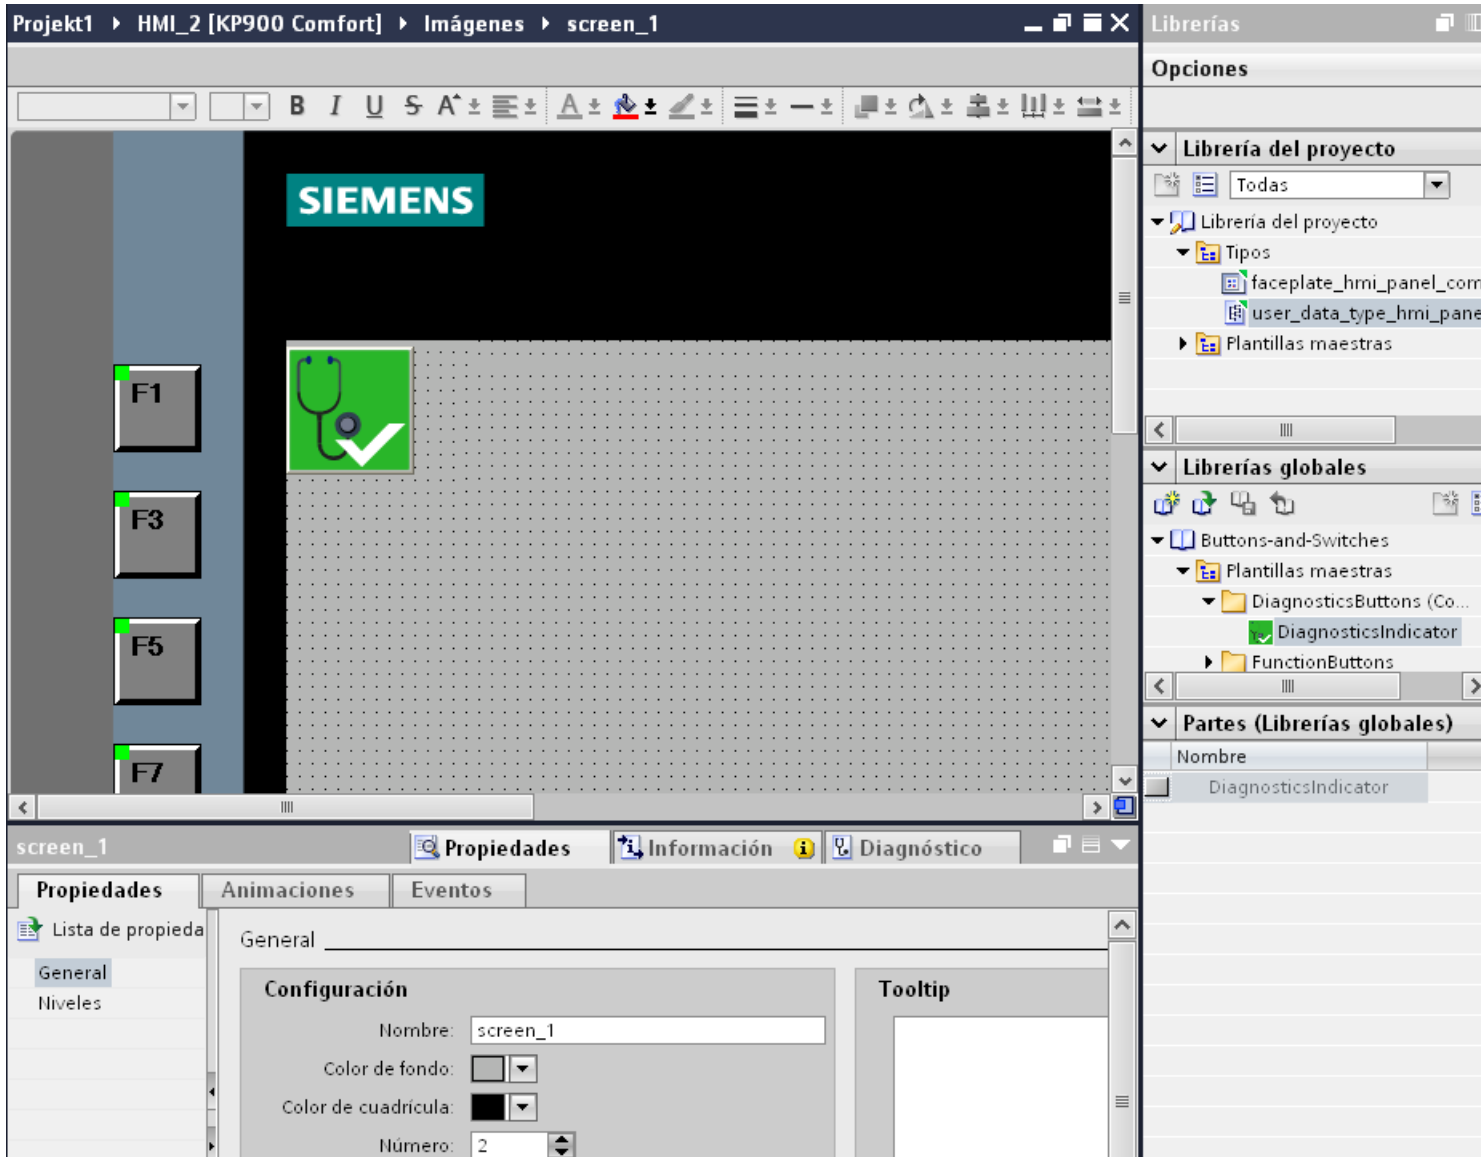 Projekt1 HMI_2 [KP900 Comfort] Imágenes screen_1
B I U S A
SIEMENS
F1
F3
F5
F7
screen_1
Propiedades Información Diagnóstico
Propiedades Animaciones Eventos
Lista de propieda
General
Niveles
General
Configuración
Nombre: screen_1
Color de fondo:
Color de cuadrícula:
Número: 2
Tooltip
Librerías
Opciones
Librería del proyecto
Todas
Librería del proyecto
Tipos
faceplate_hmi_panel_com
user_data_type_hmi_pane
Plantillas maestras
Librerías globales
Buttons-and-Switches
Plantillas maestras
DiagnosticsButtons (Co...
DiagnosticsIndicator
FunctionButtons
Partes (Librerías globales)
Nombre
DiagnosticsIndicator